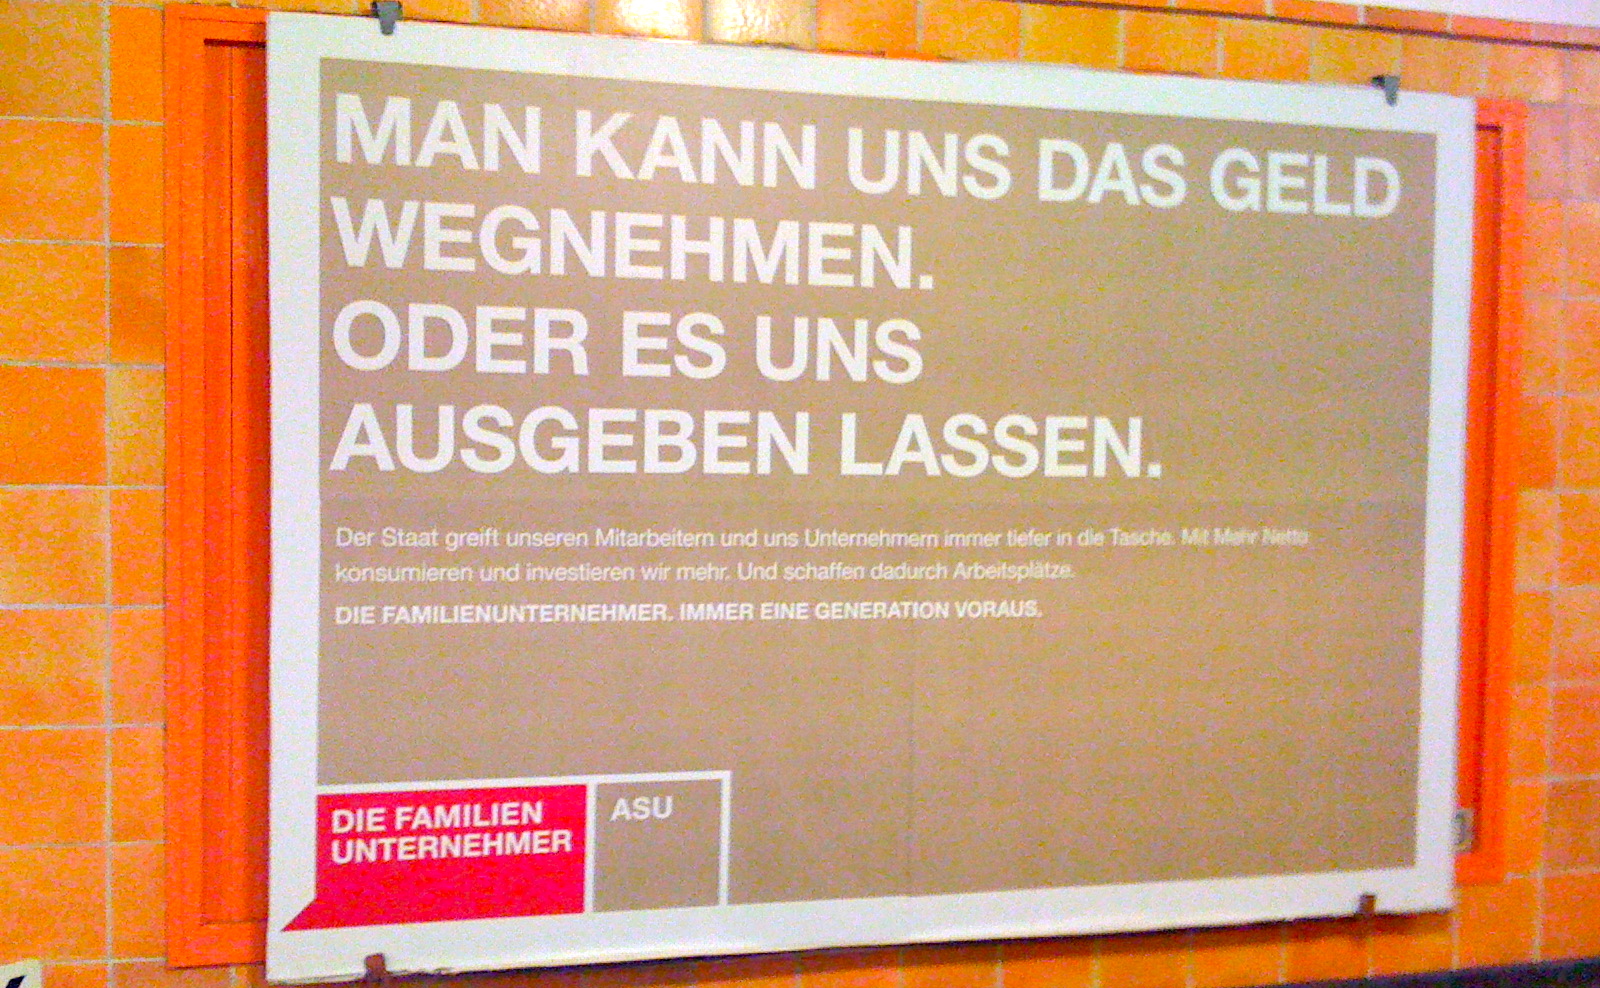 MAN KANN UNS DAS GELD
WEGNEHMEN.
ODER ES UNS
AUSGEBEN LASSEN.
Der Staat greift unseren Mitarbeitern und uns Unternehmern immer tiefer in die Tasche. Mit Mehr Netto
konsumieren und investieren wir mehr. Und schaffen dadurch Arbeitsplätze.
DIE FAMILIENUNTERNEHMER. IMMER EINE GENERATION VORAUS.
DIE FAMILIEN
UNTERNEHMER
ASU